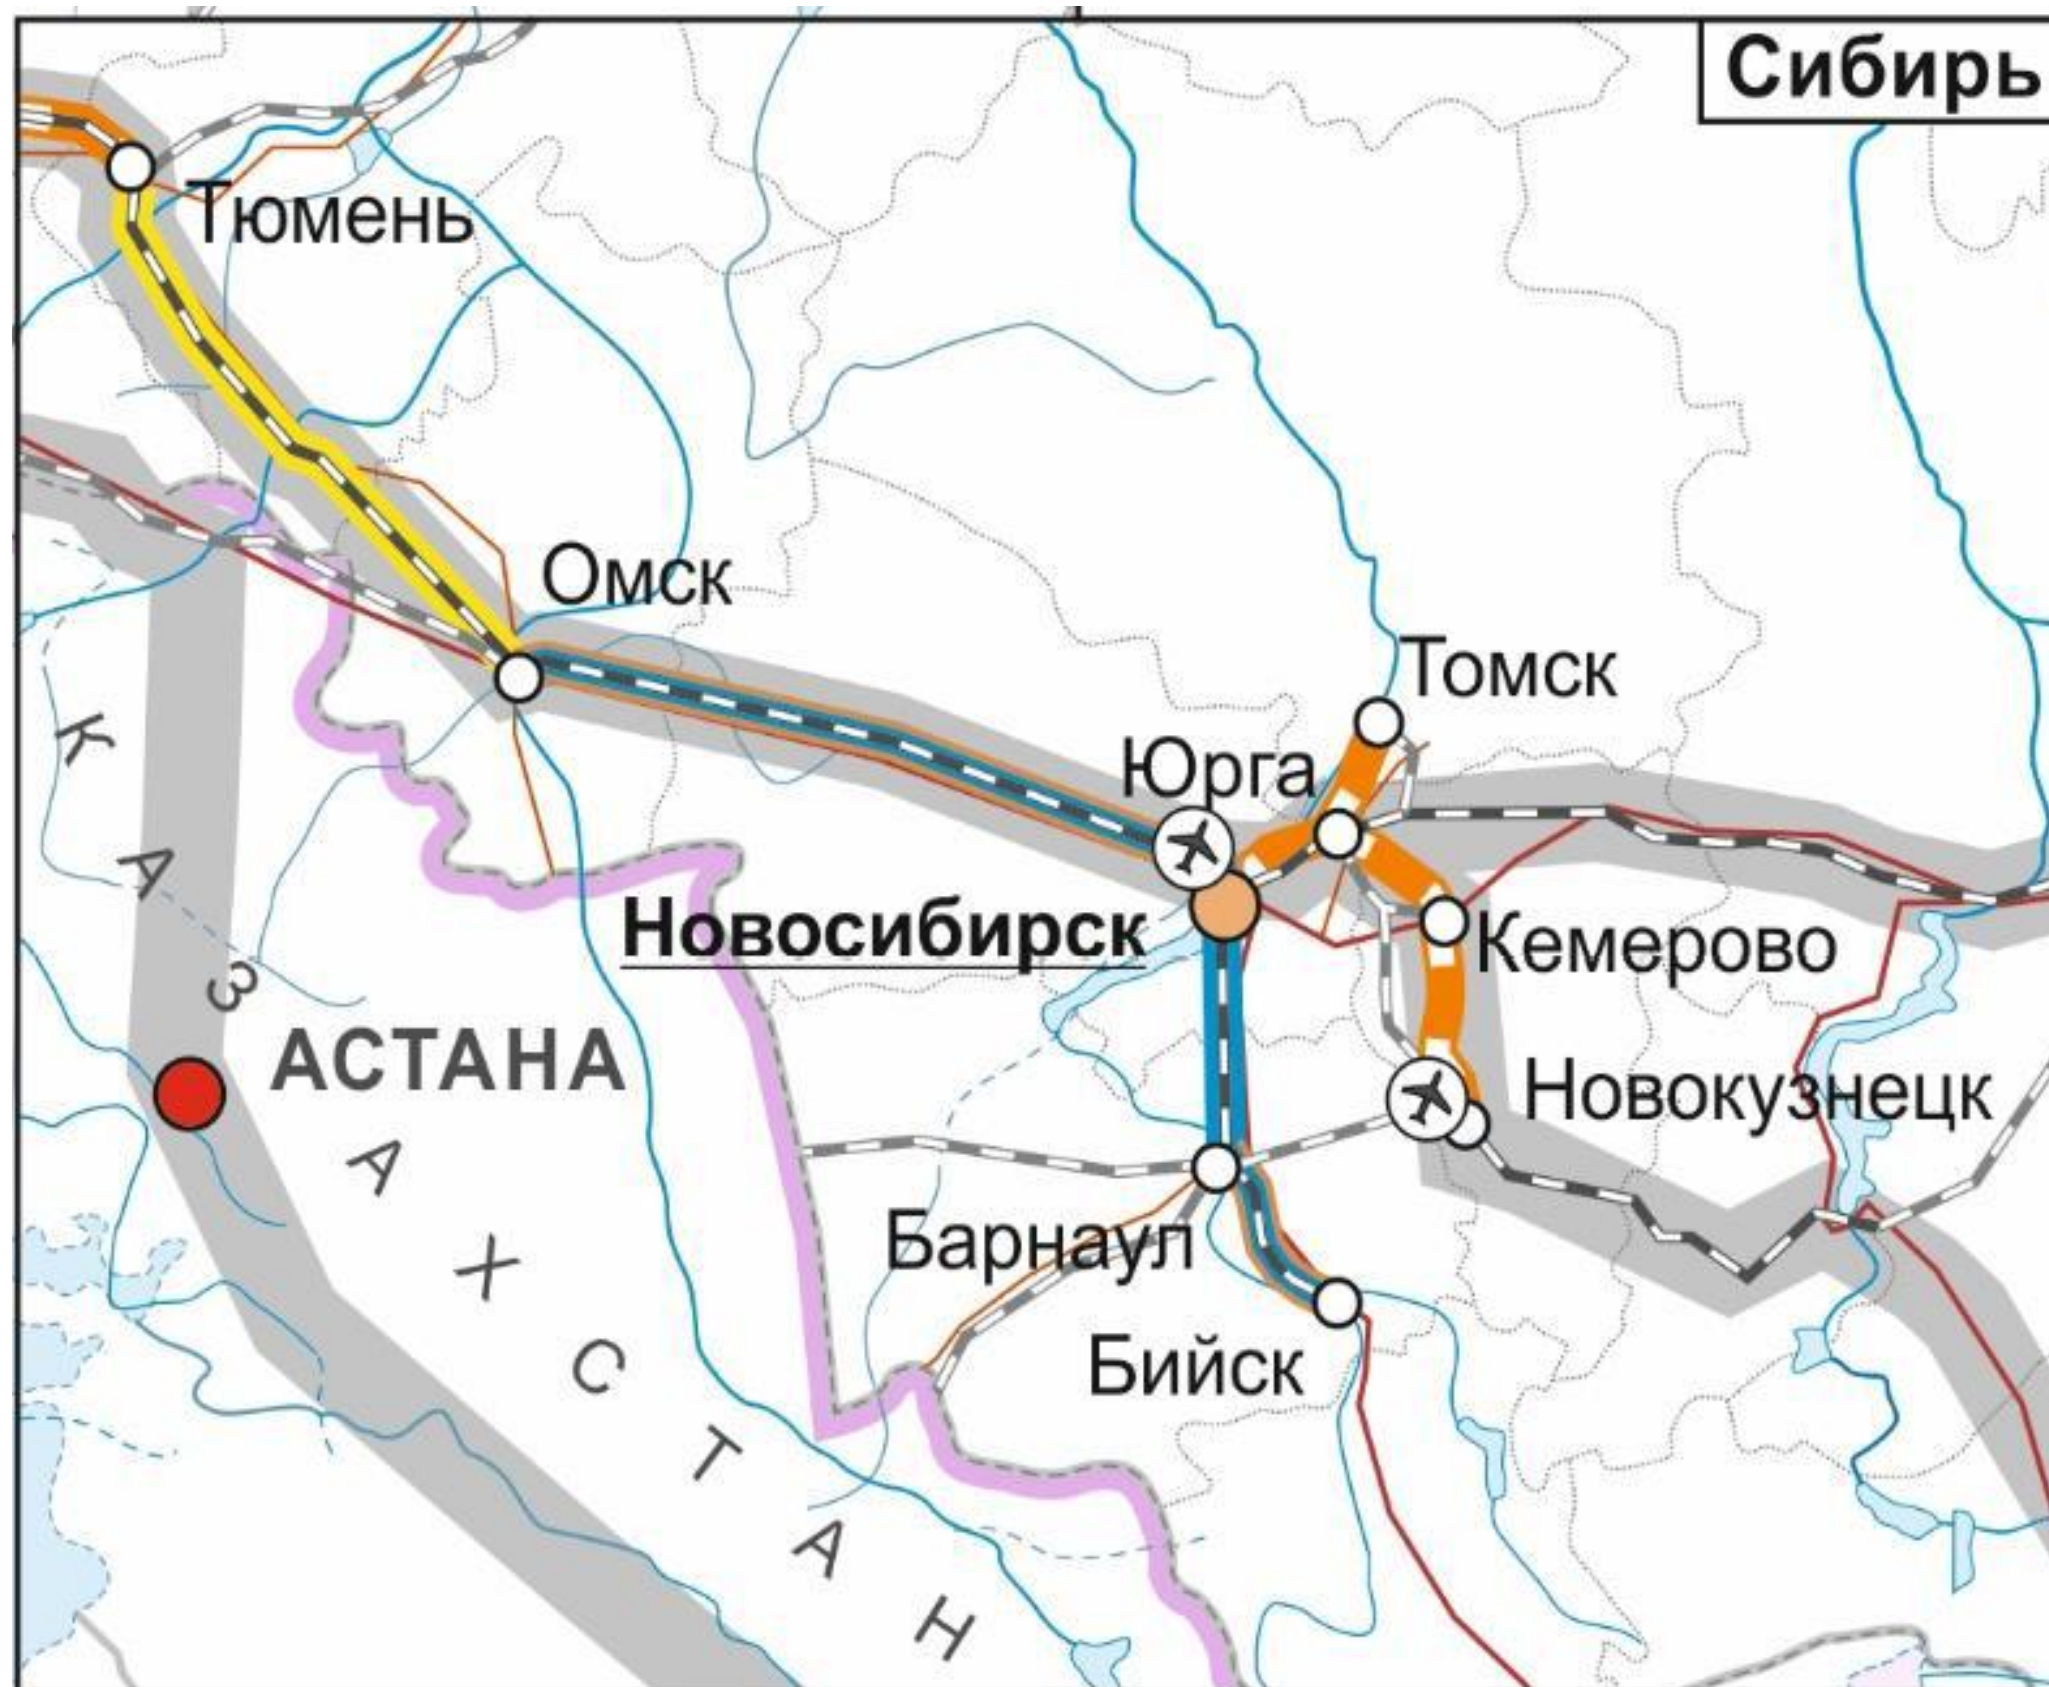 Сибирь
Тюмень
Омск
Томск
Юрга
Новосибирск
Кемерово
АСТАНА
Новокузнецк
Барнаул
Бийск
КАЗАХСТАН